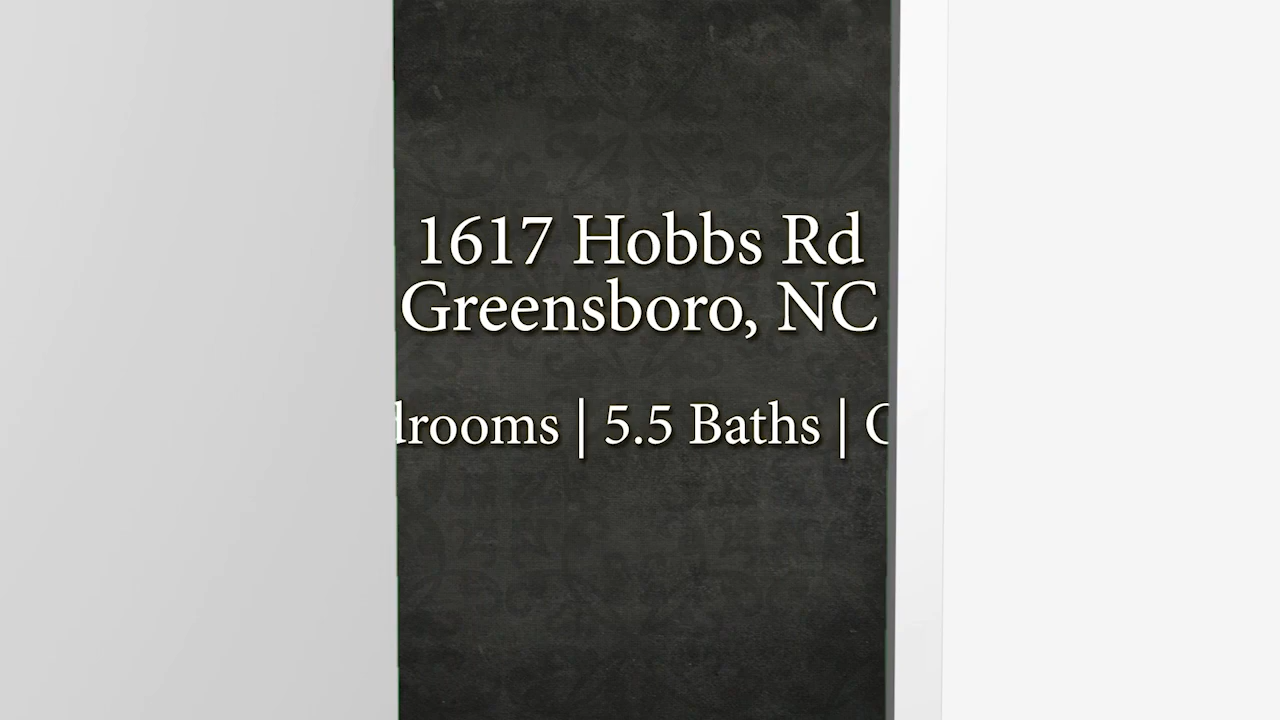 1617 Hobbs Rd
Greensboro, NC
drooms | 5.5 Baths |